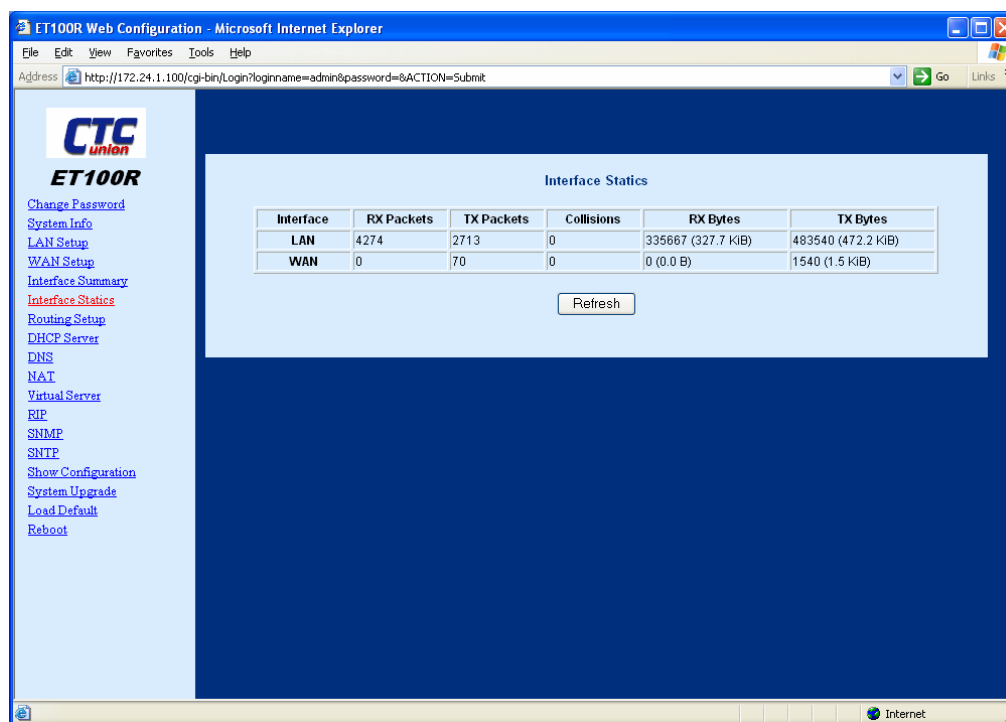 ET100R Web Configuration - Microsoft Internet Explorer
File Edit View Favorites Tools Help
Address http://172.24.1.100/cgi-bin/Login?loginname=admin&password=&ACTION=Submit Go Links
CTC
union
ET100R
Change Password
System Info
LAN Setup
WAN Setup
Interface Summary
Interface Statics
Routing Setup
DHCP Server
DNS
NAT
Virtual Server
RIP
SNMP
SNTP
Show Configuration
System Upgrade
Load Default
Reboot
Interface Statics
Interface RX Packets TX Packets Collisions RX Bytes TX Bytes
LAN 4274 2713 0 335667 (327.7 KiB) 483540 (472.2 KiB)
WAN 0 70 0 0 (0.0 B) 1540 (1.5 KiB)
Refresh
Internet